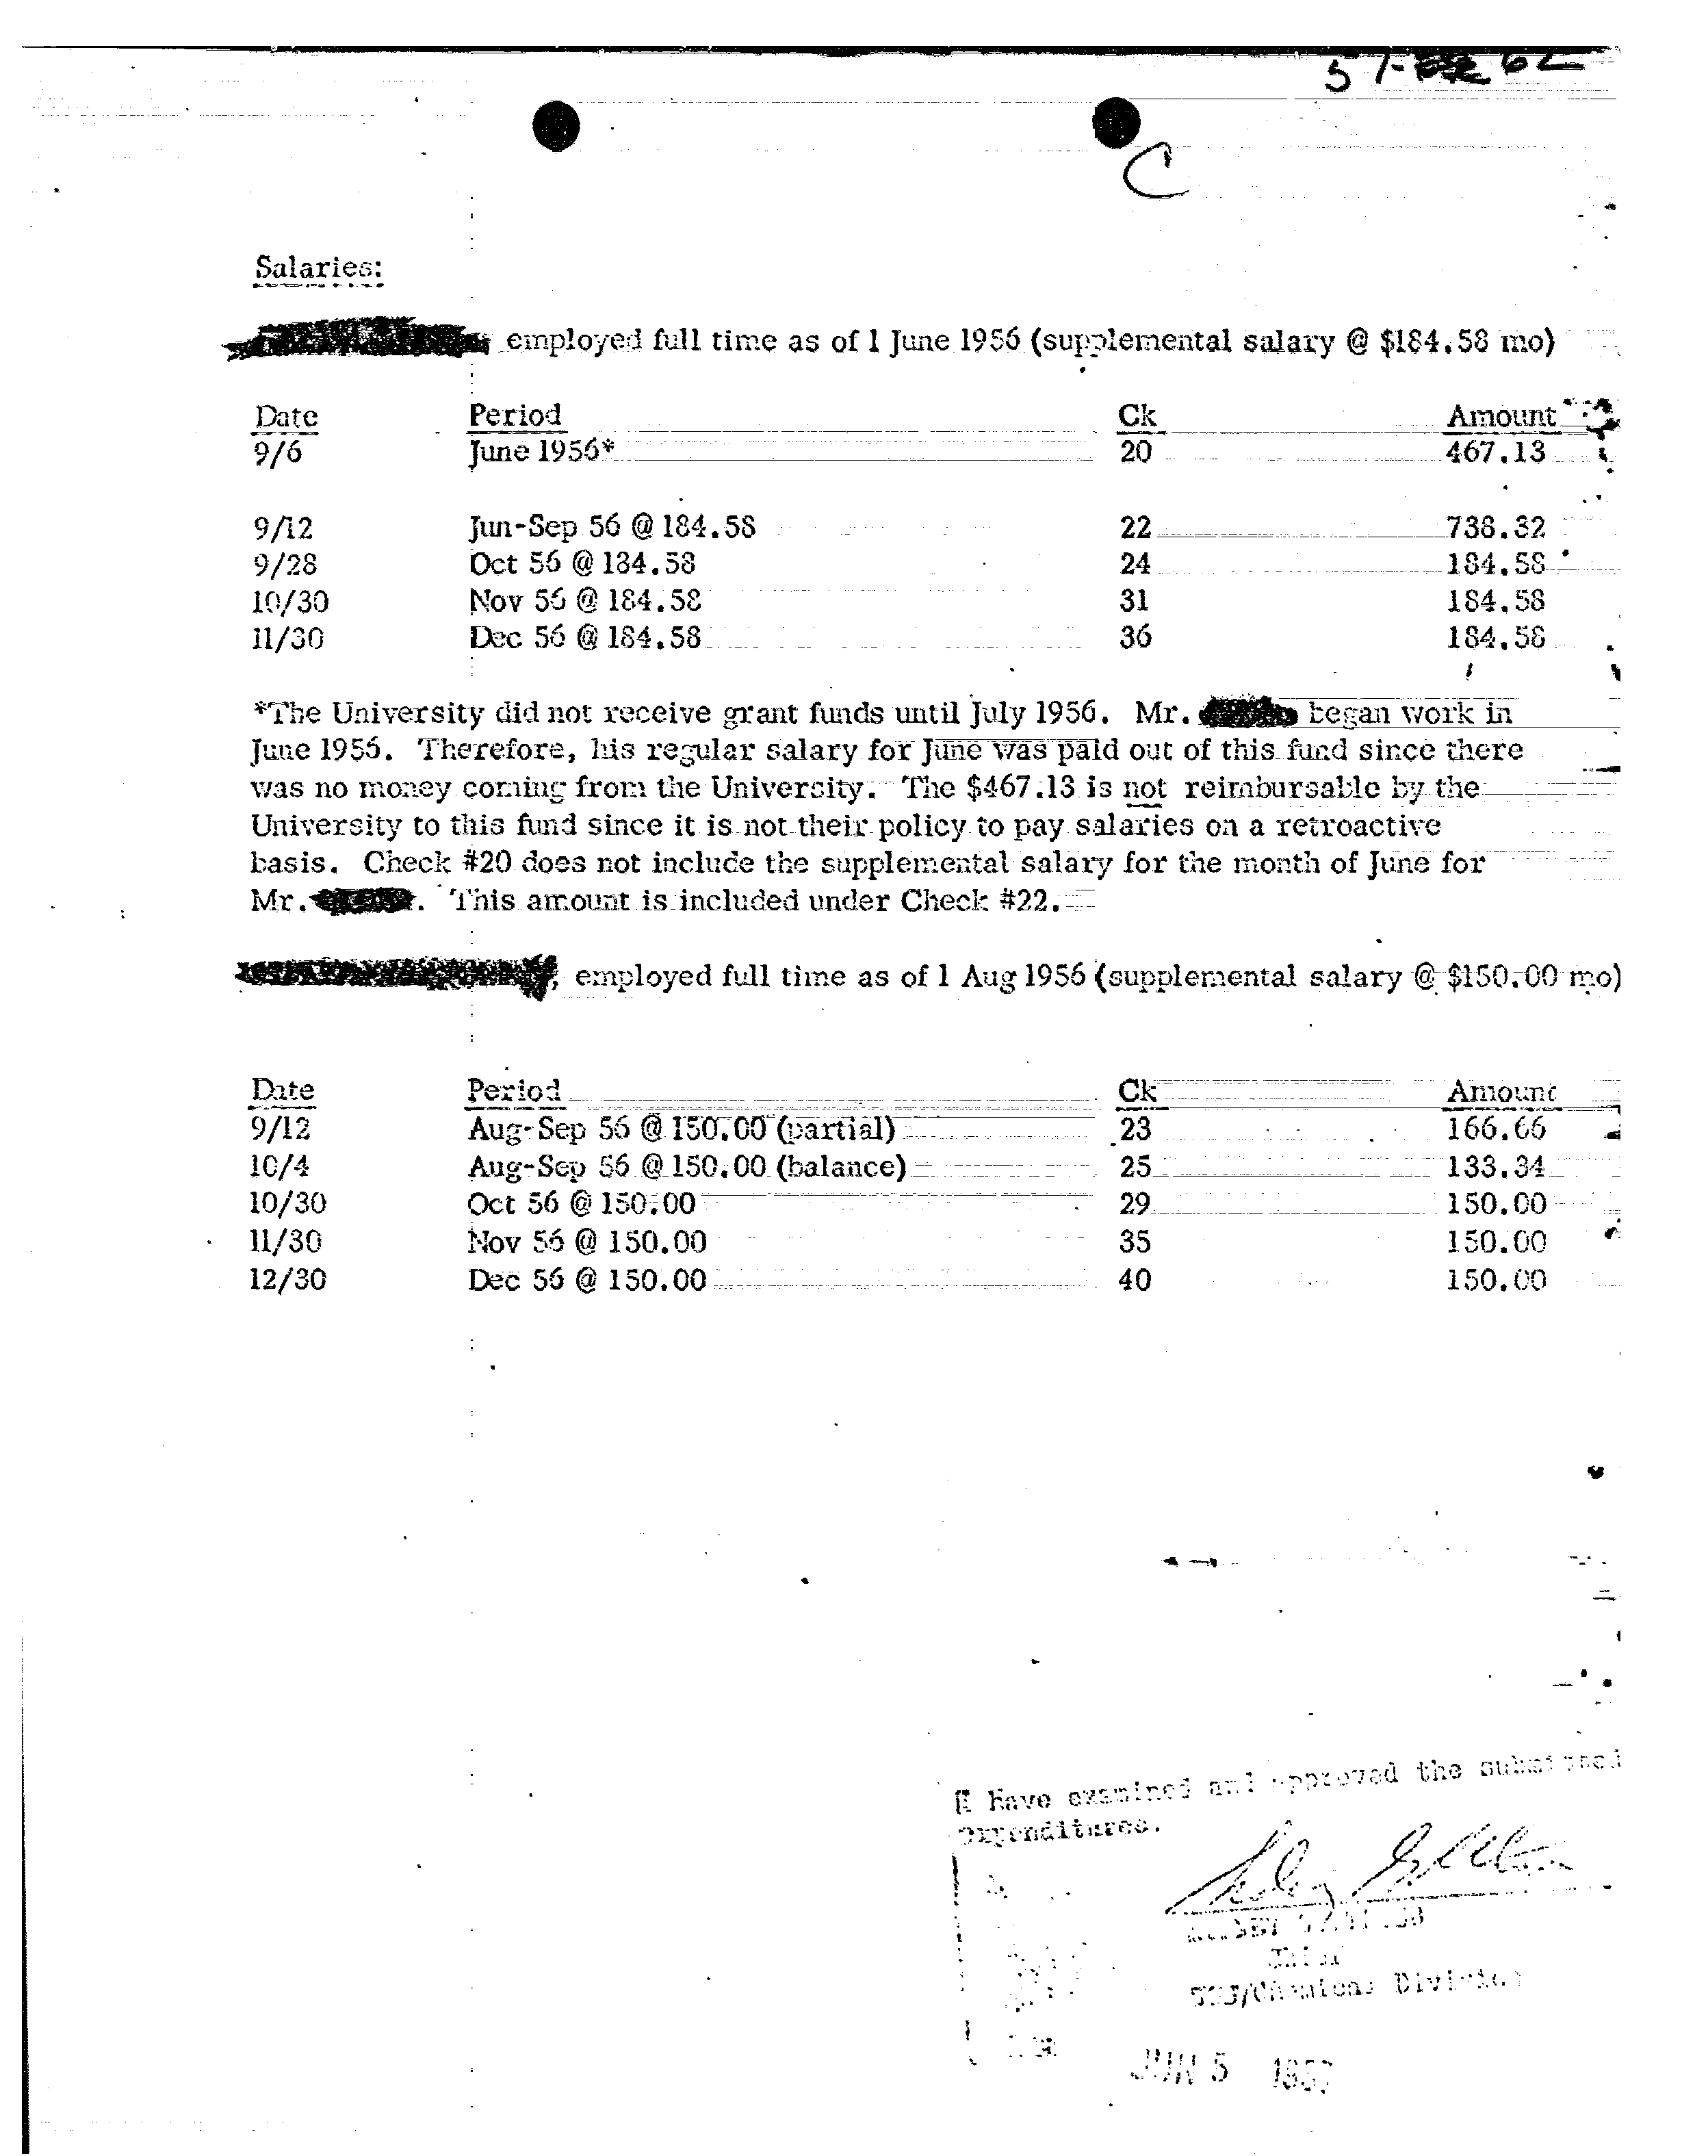 C
Salaries:
employed full time as of 1 June 1956 (supplemental salary @ $184.58 mo)
Date Period Ck Amount
9/6 June 1956* 20 467.13
9/12 Jun-Sep 56 @ 184.58 22 738.32
9/28 Oct 56 @ 184.58 24 184.58
10/30 Nov 56 @ 184.58 31 184.58
11/30 Dec 56 @ 184.58 36 184.58
*The University did not receive grant funds until July 1956. Mr. began work in
June 1956. Therefore, his regular salary for June was paid out of this fund since there
was no money coming from the University. The $467.13 is not reimbursable by the
University to this fund since it is not their policy to pay salaries on a retroactive
basis. Check #20 does not include the supplemental salary for the month of June for
Mr. . This amount is included under Check #22.
, employed full time as of 1 Aug 1956 (supplemental salary @ $150.00 mo)
Date Period Ck Amount
9/12 Aug-Sep 56 @ 150.00 (partial) 23 166.66
10/4 Aug-Sep 56 @ 150.00 (balance) 25 133.34
10/30 Oct 56 @ 150.00 29 150.00
11/30 Nov 56 @ 150.00 35 150.00
12/30 Dec 56 @ 150.00 40 150.00
I have examined and approved the submitted
expenditures.
Chief
Division
JUN 5 1957